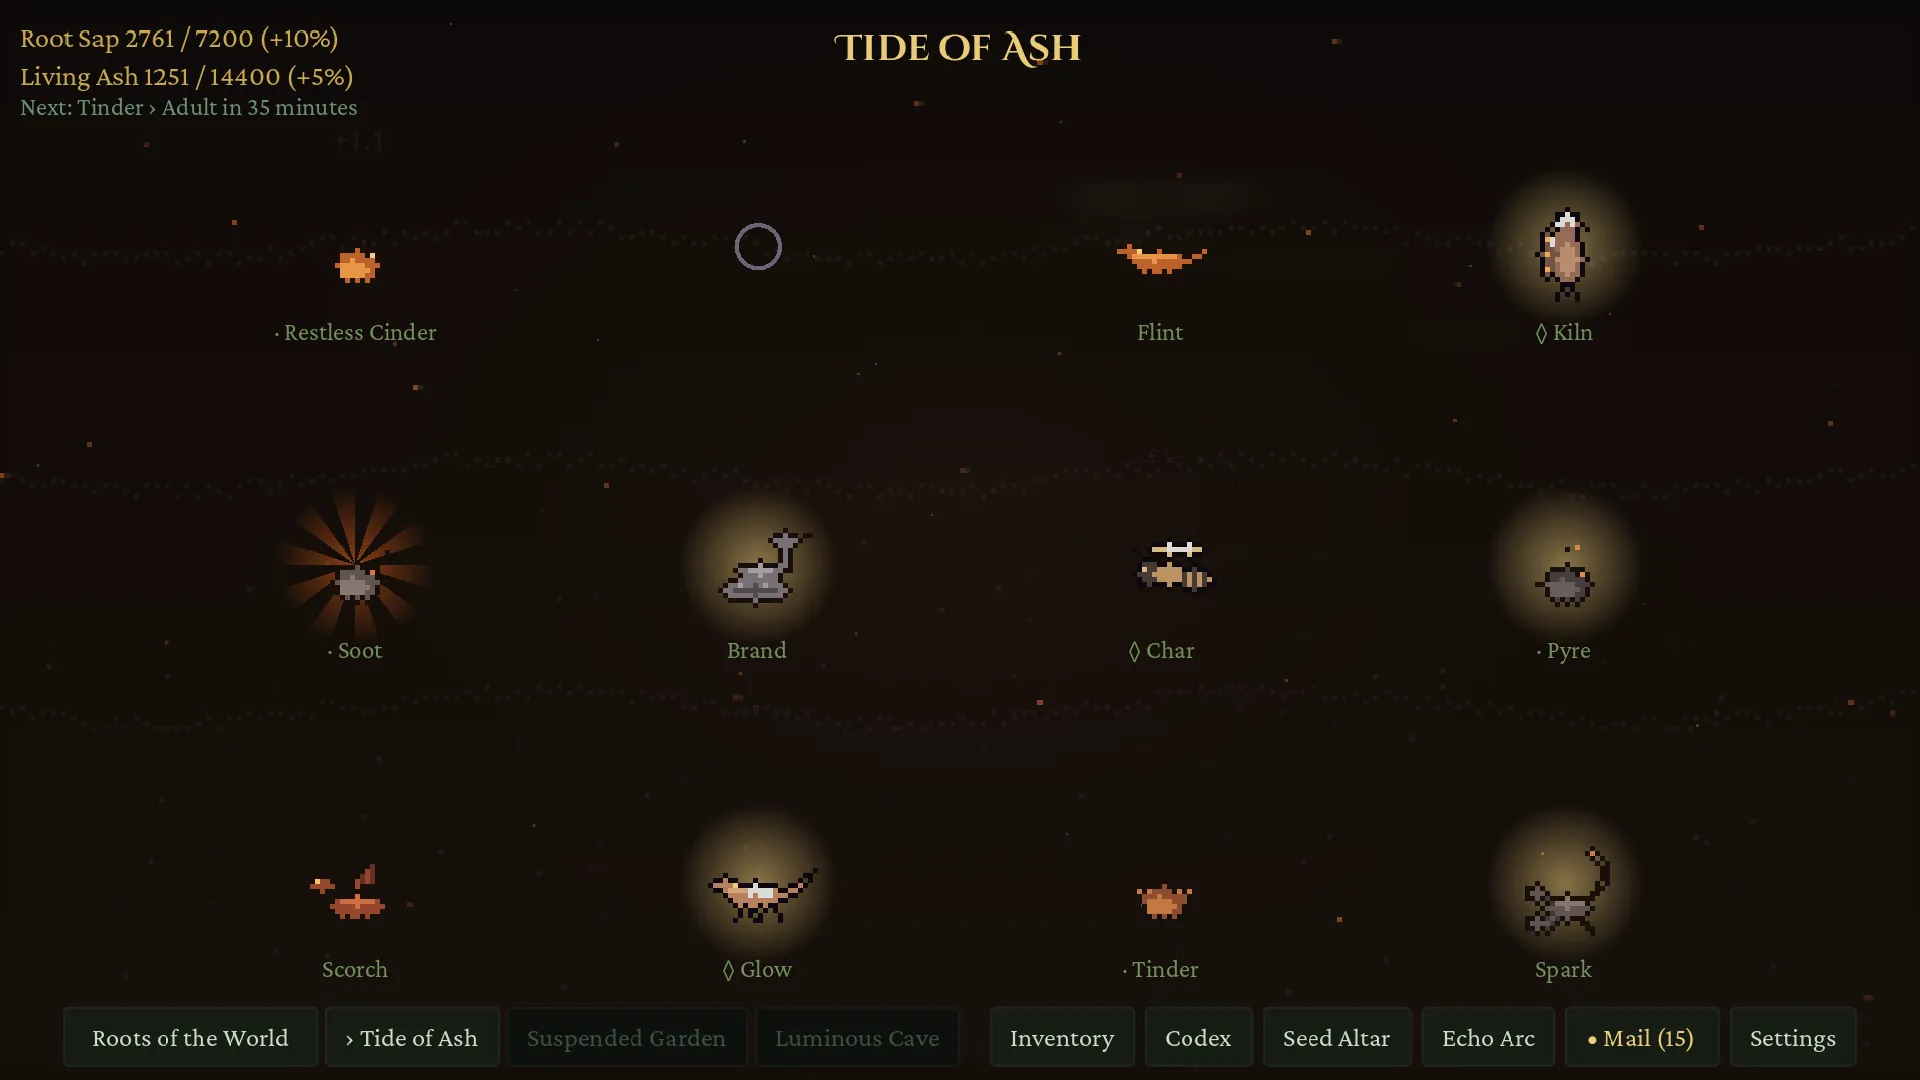 Root Sap 2761 / 7200 (+10%)
TIDE OF ASH
Living Ash 1251 / 14400 (+5%)
Next: Tinder › Adult in 35 minutes
+1.1
· Restless Cinder
Flint
◊ Kiln
· Soot
Brand
◊ Char
· Pyre
Scorch
◊ Glow
· Tinder
Spark
Roots of the World
› Tide of Ash
Suspended Garden
Luminous Cave
Inventory
Codex
Seed Altar
Echo Arc
• Mail (15)
Settings